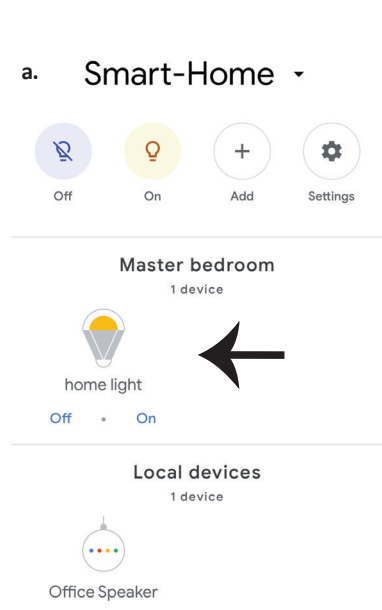 a. Smart-Home
Off On Add Settings
Master bedroom
1 device
home light
Off • On
Local devices
1 device
Office Speaker